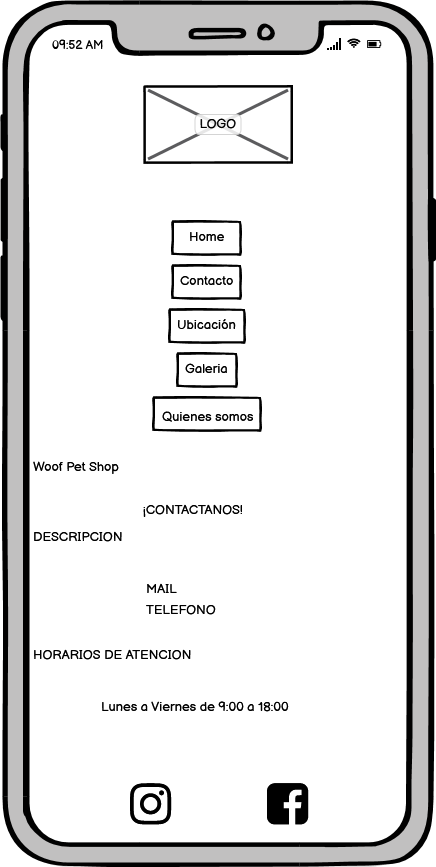 09:52 AM
LOGO
Home
Contacto
Ubicación
Galeria
Quienes somos
Woof Pet Shop
¡CONTACTANOS!
DESCRIPCION
MAIL
TELEFONO
HORARIOS DE ATENCION
Lunes a Viernes de 9:00 a 18:00